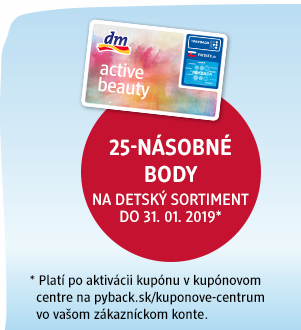 dm
active
beauty
25-NÁSOBNÉ
BODY
NA DETSKÝ SORTIMENT
DO 31. 01. 2019*
* Platí po aktivácii kupónu v kupónovom
centre na pyback.sk/kuponove-centrum
vo vašom zákazníckom konte.